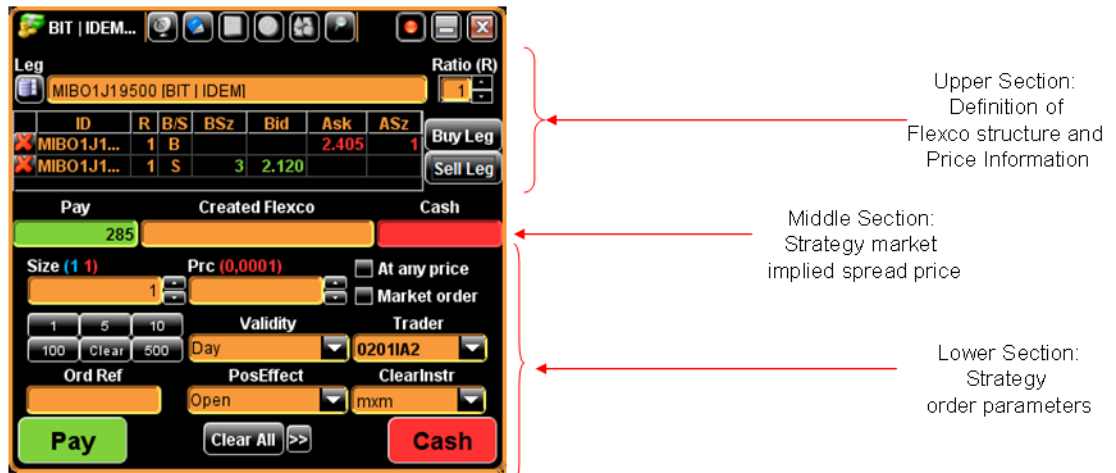 BIT | IDEM...
Leg
Ratio (R)
MIBO1J19500 [BIT | IDEM]
1
ID R B/S BSz Bid Ask ASz
MIBO1J1... 1 B 2.405 1
Buy Leg
MIBO1J1... 1 S 3 2.120
Sell Leg
Upper Section:
Definition of
Flexco structure and
Price Information
Pay Created Flexco Cash
285
Middle Section:
Strategy market
implied spread price
Size (1 1) Prc (0,0001) At any price
1 Market order
1 5 10 Validity Trader
100 Clear 500 Day 0201IA2
Ord Ref PosEffect ClearInstr
Open mxm
Pay Clear All >> Cash
Lower Section:
Strategy
order parameters